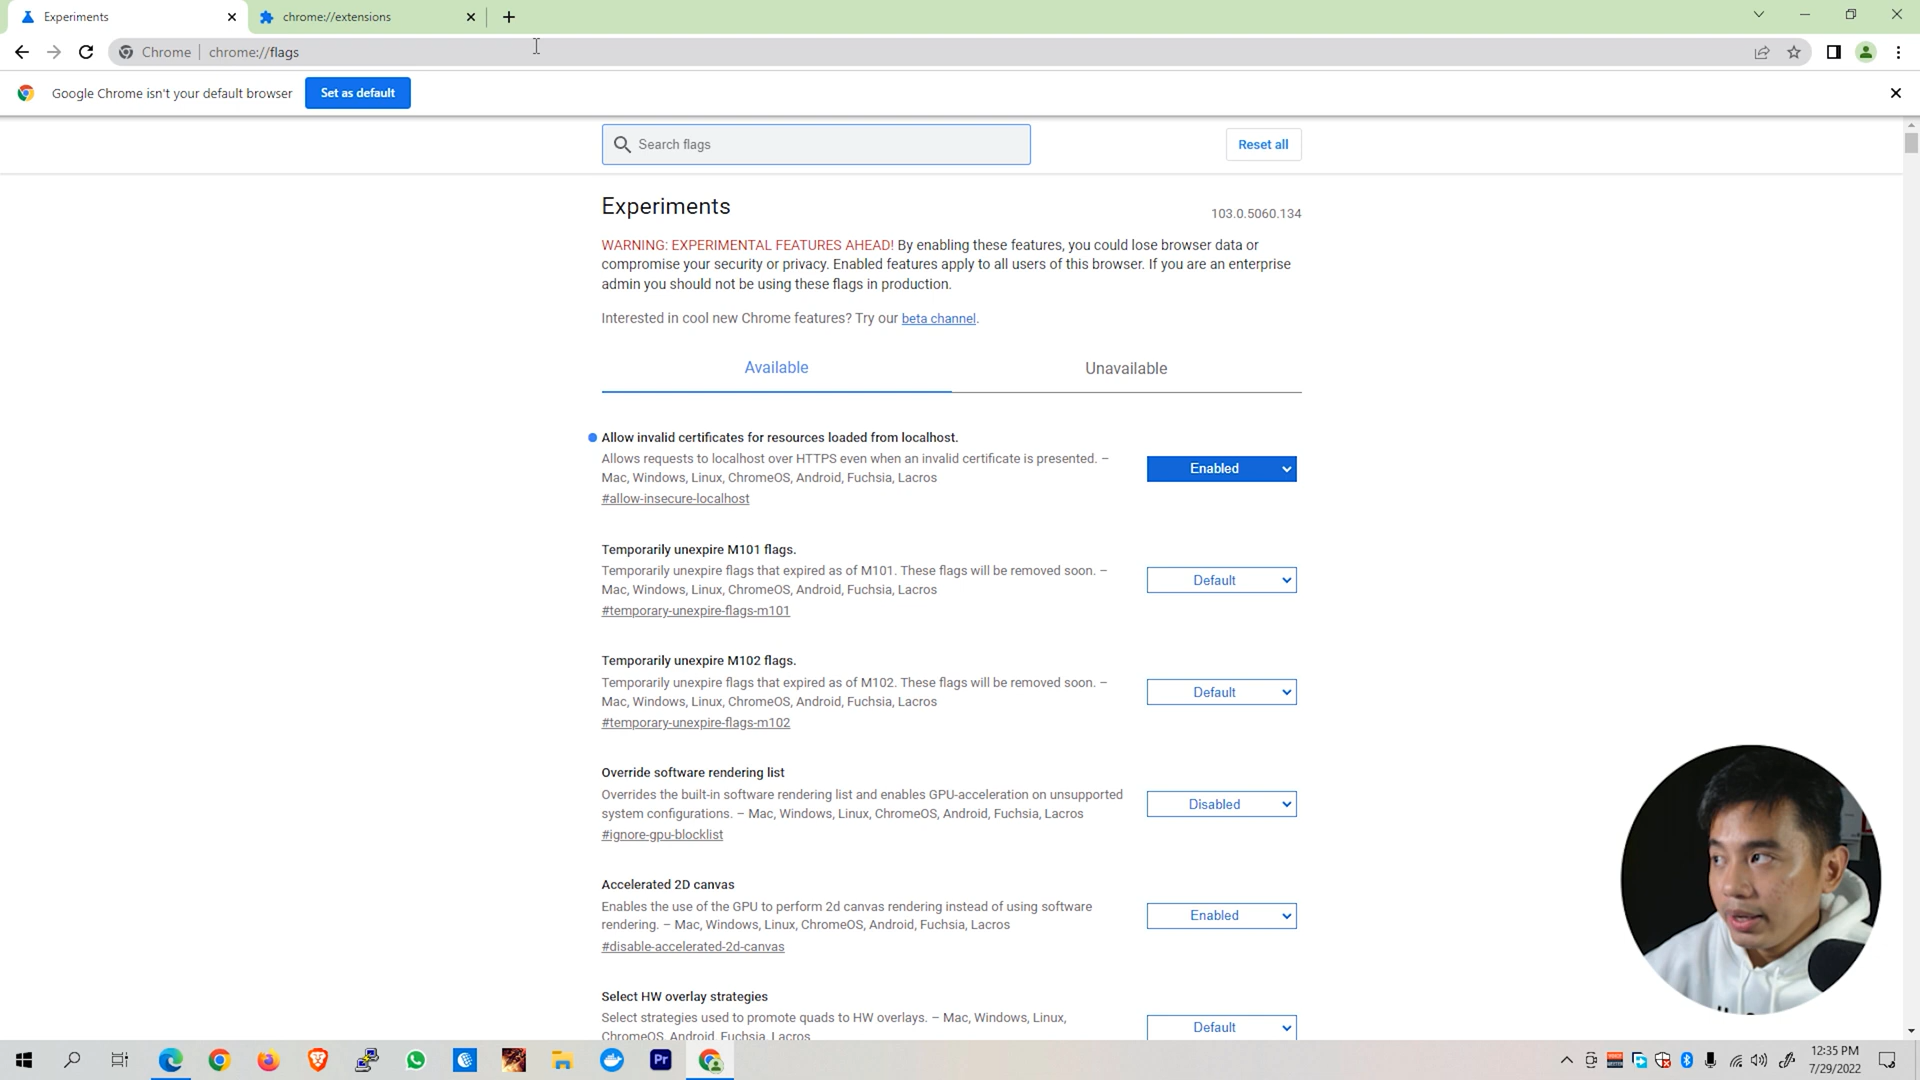 Experiments
chrome://extensions
Chrome
chrome://flags
Google Chrome isn't your default browser
Set as default
Search flags
Reset all
Experiments
103.0.5060.134
WARNING: EXPERIMENTAL FEATURES AHEAD! By enabling these features, you could lose browser data or
compromise your security or privacy. Enabled features apply to all users of this browser. If you are an enterprise
admin you should not be using these flags in production.
Interested in cool new Chrome features? Try our beta channel.
Available
Unavailable
Allow invalid certificates for resources loaded from localhost.
Allows requests to localhost over HTTPS even when an invalid certificate is presented. –
Mac, Windows, Linux, ChromeOS, Android, Fuchsia, Lacros
#allow-insecure-localhost
Enabled
Temporarily unexpire M101 flags.
Temporarily unexpire flags that expired as of M101. These flags will be removed soon. –
Mac, Windows, Linux, ChromeOS, Android, Fuchsia, Lacros
#temporary-unexpire-flags-m101
Default
Temporarily unexpire M102 flags.
Temporarily unexpire flags that expired as of M102. These flags will be removed soon. –
Mac, Windows, Linux, ChromeOS, Android, Fuchsia, Lacros
#temporary-unexpire-flags-m102
Default
Override software rendering list
Overrides the built-in software rendering list and enables GPU-acceleration on unsupported
system configurations. – Mac, Windows, Linux, ChromeOS, Android, Fuchsia, Lacros
#ignore-gpu-blocklist
Disabled
Accelerated 2D canvas
Enables the use of the GPU to perform 2d canvas rendering instead of using software
rendering. – Mac, Windows, Linux, ChromeOS, Android, Fuchsia, Lacros
#disable-accelerated-2d-canvas
Enabled
Select HW overlay strategies
Select strategies used to promote quads to HW overlays. – Mac, Windows, Linux,
ChromeOS, Android, Fuchsia, Lacros
Default
Pr
12:35 PM
7/29/2022